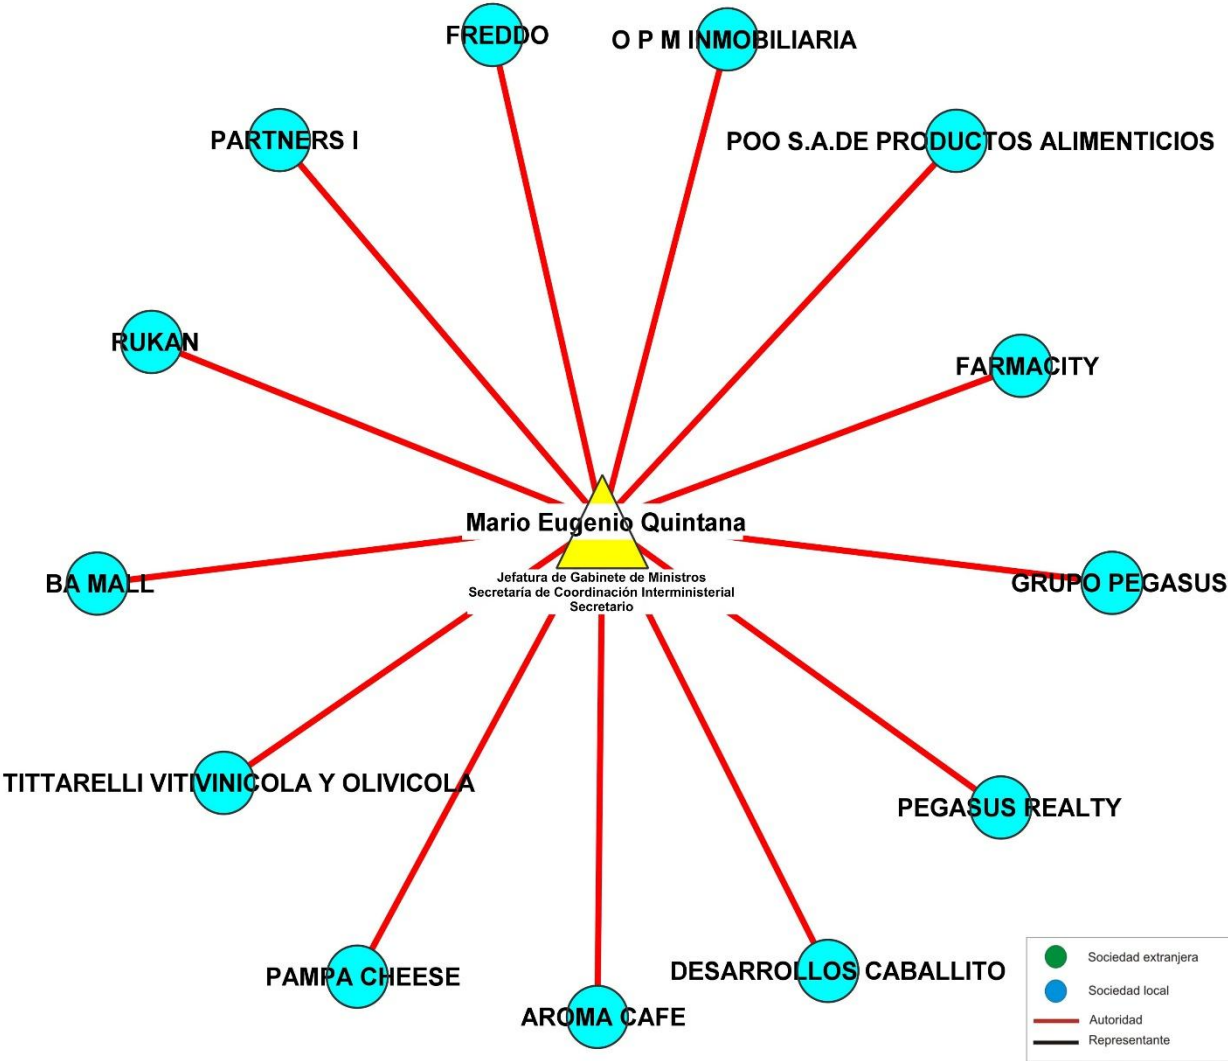 FREDDO
O P M INMOBILIARIA
PARTNERS I
POO S.A.DE PRODUCTOS ALIMENTICIOS
RUKAN
FARMACITY
Mario Eugenio Quintana
Jefatura de Gabinete de Ministros
Secretaría de Coordinación Interministerial
Secretario
BA MALL
GRUPO PEGASUS
TITTARELLI VITIVINICOLA Y OLIVICOLA
PEGASUS REALTY
PAMPA CHEESE
DESARROLLOS CABALLITO
AROMA CAFE
Sociedad extranjera
Sociedad local
Autoridad
Representante